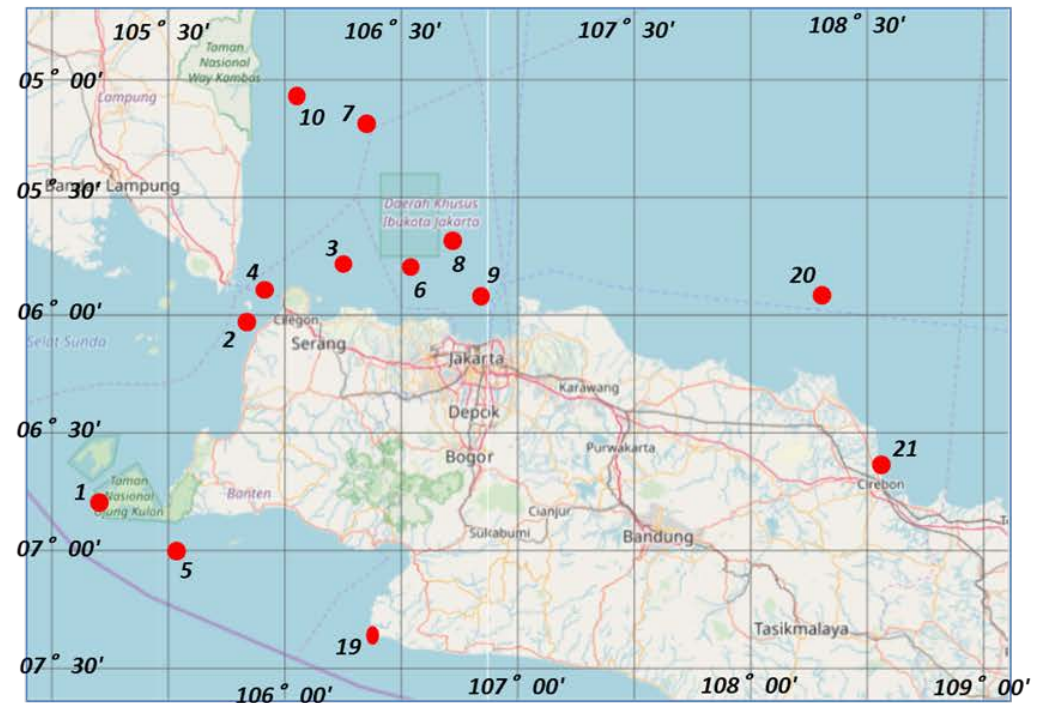 105° 30'
106° 30'
107° 30'
108° 30'
Taman
Nasional
Way Kambas
05° 00'
Lampung
10
7
05° 30'
Bandar Lampung
Daerah Khusus
Ibukota Jakarta
3
8
4
6
9
20
06° 00'
Cilegon
2
Serang
Selat Sunda
Jakarta
Karawang
Depok
06° 30'
Bogor
Purwakarta
21
Cirebon
1
Taman
Nasional
Ujung Kulon
Banten
Cianjur
Sukabumi
Bandung
07° 00'
5
Tasikmalaya
19
07° 30'
106° 00'
107° 00'
108° 00'
109° 00'